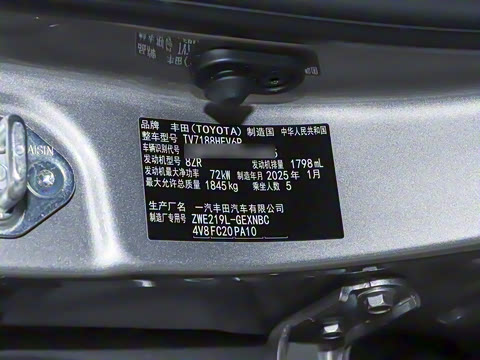 AISIN
品牌 丰田(TOYOTA) 制造国 中华人民共和国
整车型号 TV7188HEV6B
车辆识别代号
发动机型号 8ZR 发动机排量 1798mL
发动机最大净功率 72kW 制造年月 2025年 1月
最大允许总质量 1845kg 乘坐人数 5
生产厂名 一汽丰田汽车有限公司
制造厂专用号 ZWE219L-GEXNBC
4V8FC20PA10